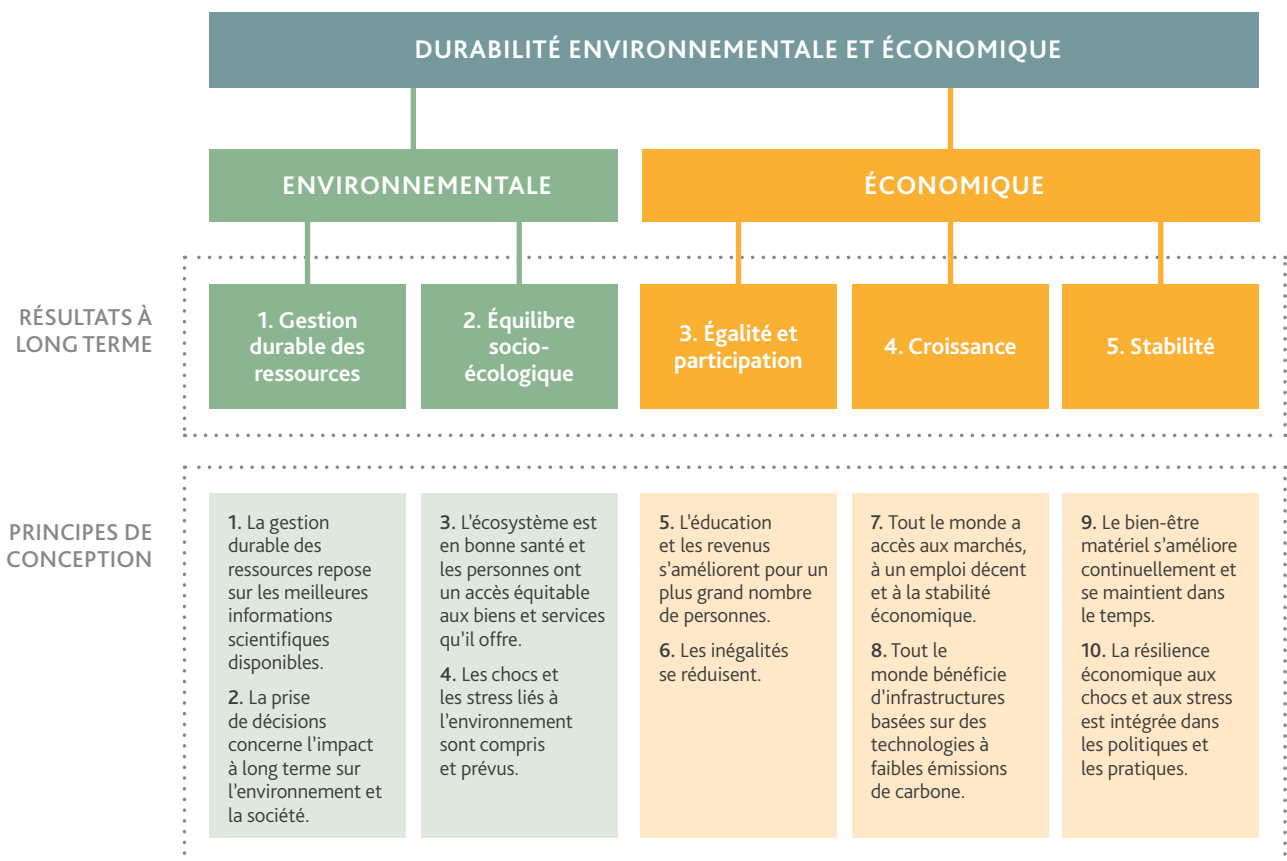 DURABILITÉ ENVIRONNEMENTALE ET ÉCONOMIQUE
ENVIRONNEMENTALE
ÉCONOMIQUE
RÉSULTATS À
LONG TERME
1. Gestion
durable des
ressources
2. Équilibre
socio-
écologique
3. Égalité et
participation
4. Croissance
5. Stabilité
PRINCIPES DE
CONCEPTION
1. La gestion
durable des
ressources repose
sur les meilleures
informations
scientifiques
disponibles.
2. La prise
de décisions
concerne l'impact
à long terme sur
l'environnement et
la société.
3. L'écosystème est
en bonne santé et
les personnes ont
un accès équitable
aux biens et services
qu'il offre.
4. Les chocs et
les stress liés à
l'environnement
sont compris
et prévus.
5. L'éducation
et les revenus
s'améliorent pour un
plus grand nombre
de personnes.
6. Les inégalités
se réduisent.
7. Tout le monde a
accès aux marchés,
à un emploi décent
et à la stabilité
économique.
8. Tout le
monde bénéficie
d'infrastructures
basées sur des
technologies à
faibles émissions
de carbone.
9. Le bien-être
matériel s'améliore
continuellement et
se maintient dans
le temps.
10. La résilience
économique aux
chocs et aux stress
est intégrée dans
les politiques et
les pratiques.